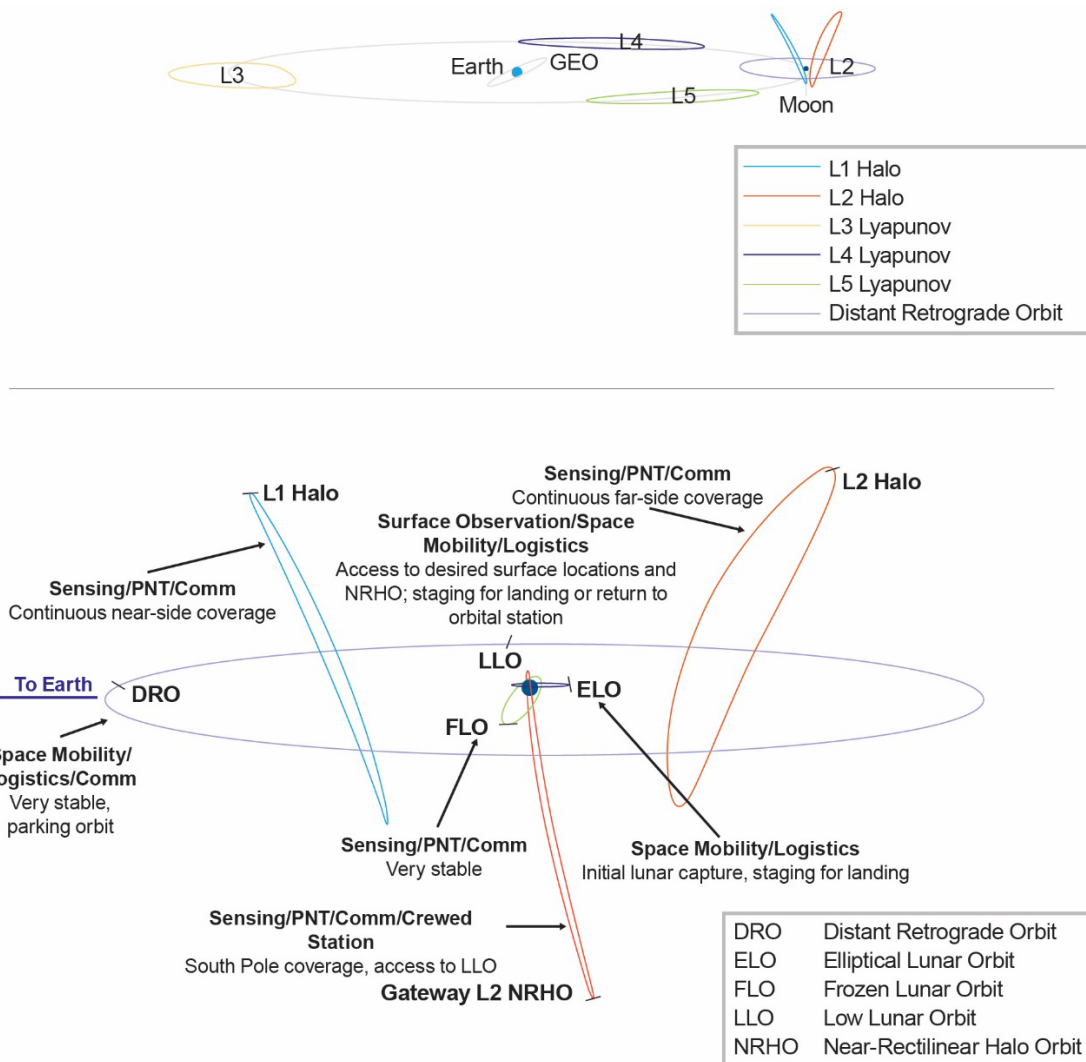 L4
Earth
GEO
L3
L2
L5
Moon
L1 Halo
L2 Halo
L3 Lyapunov
L4 Lyapunov
L5 Lyapunov
Distant Retrograde Orbit
Sensing/PNT/Comm
Continuous far-side coverage
L2 Halo
L1 Halo
Surface Observation/Space
Mobility/Logistics
Access to desired surface locations and
NRHO; staging for landing or return to
orbital station
Sensing/PNT/Comm
Continuous near-side coverage
LLO
To Earth
DRO
ELO
FLO
pace Mobility/
ogistics/Comm
Very stable,
parking orbit
Sensing/PNT/Comm
Very stable
Space Mobility/Logistics
Initial lunar capture, staging for landing
Sensing/PNT/Comm/Crewed
Station
South Pole coverage, access to LLO
Gateway L2 NRHO
DRO Distant Retrograde Orbit
ELO Elliptical Lunar Orbit
FLO Frozen Lunar Orbit
LLO Low Lunar Orbit
NRHO Near-Rectilinear Halo Orbit